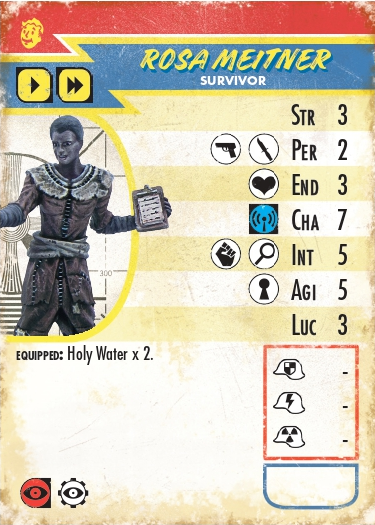 ROSA MEITNER
SURVIVOR
STR 3
PER 2
END 3
CHA 7
INT 5
AGI 5
LUC 3
300
EQUIPPED: Holy Water x 2.
-
-
-